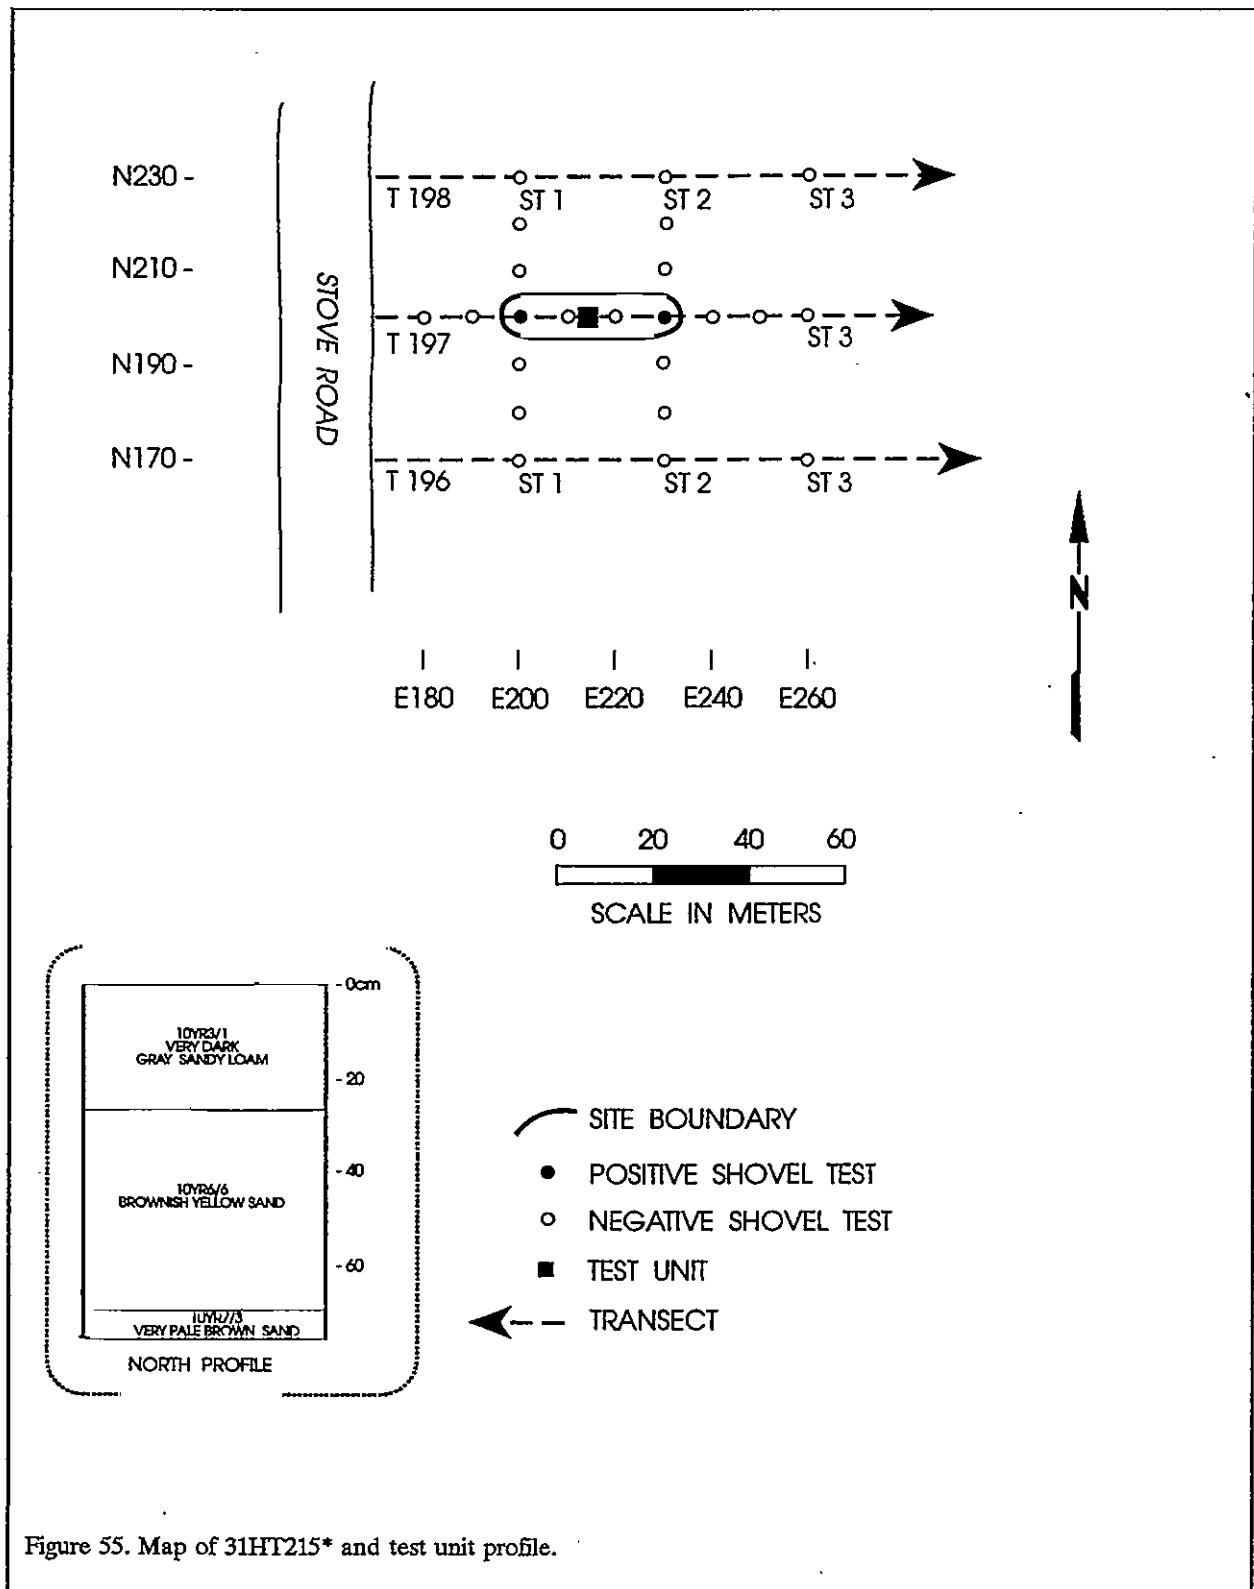 N230 -
T 198 ST 1 ST 2 ST 3
N210 -
STOVE ROAD
T 197 ST 3
N190 -
N170 -
T 196 ST 1 ST 2 ST 3
N
E180 E200 E220 E240 E260
0 20 40 60
SCALE IN METERS
- 0cm
10YR3/1
VERY DARK
GRAY SANDY LOAM
- 20
- 40
10YR6/6
BROWNISH YELLOW SAND
- 60
10YR7/3
VERY PALE BROWN SAND
NORTH PROFILE
SITE BOUNDARY
POSITIVE SHOVEL TEST
NEGATIVE SHOVEL TEST
TEST UNIT
TRANSECT
Figure 55. Map of 31HT215* and test unit profile.